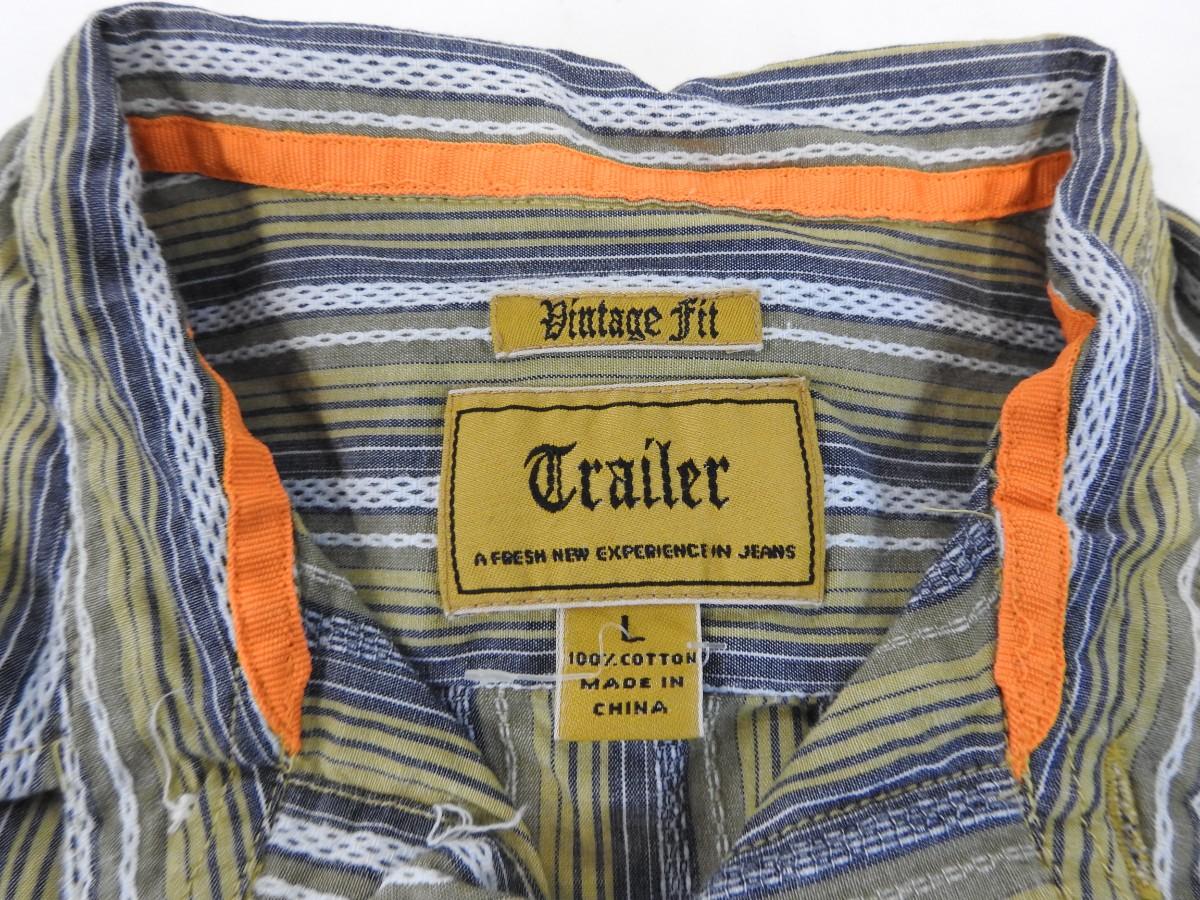 Vintage Fit
Trailer
A FRESH NEW EXPERIENCE IN JEANS
L
100% COTTON
MADE IN
CHINA